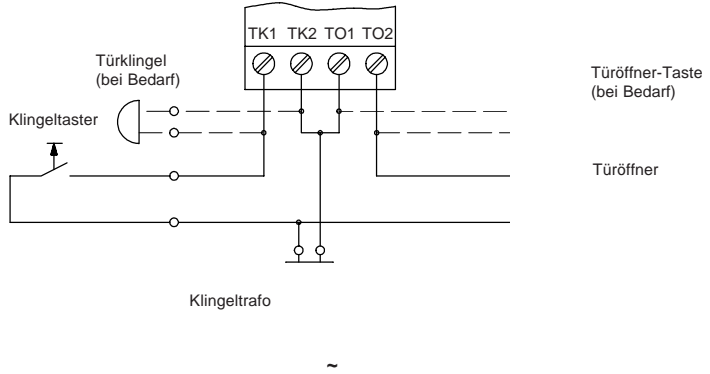 TK1 TK2 TO1 TO2
Türklingel
(bei Bedarf)
Klingeltaster
Türöffner-Taste
(bei Bedarf)
Türöffner
Klingeltrafo
~